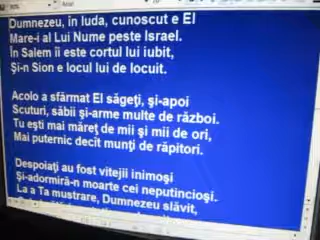 Dumnezeu, în Iuda, cunoscut e El
Mare-i al Lui Nume peste Israel.
În Salem îi este cortul lui iubit,
Şi-n Sion e locul lui de locuit.
Acolo a sfărmat El săgeţi, şi-apoi
Scuturi, săbii şi-arme multe de război.
Tu eşti mai măreţ de mii şi mii de ori,
Mai puternic decît munţi de răpitori.
Despoiaţi au fost vitejii inimoşi
Şi-adormiră-n moarte cei neputincioşi.
La a Ta mustrare, Dumnezeu slăvit,